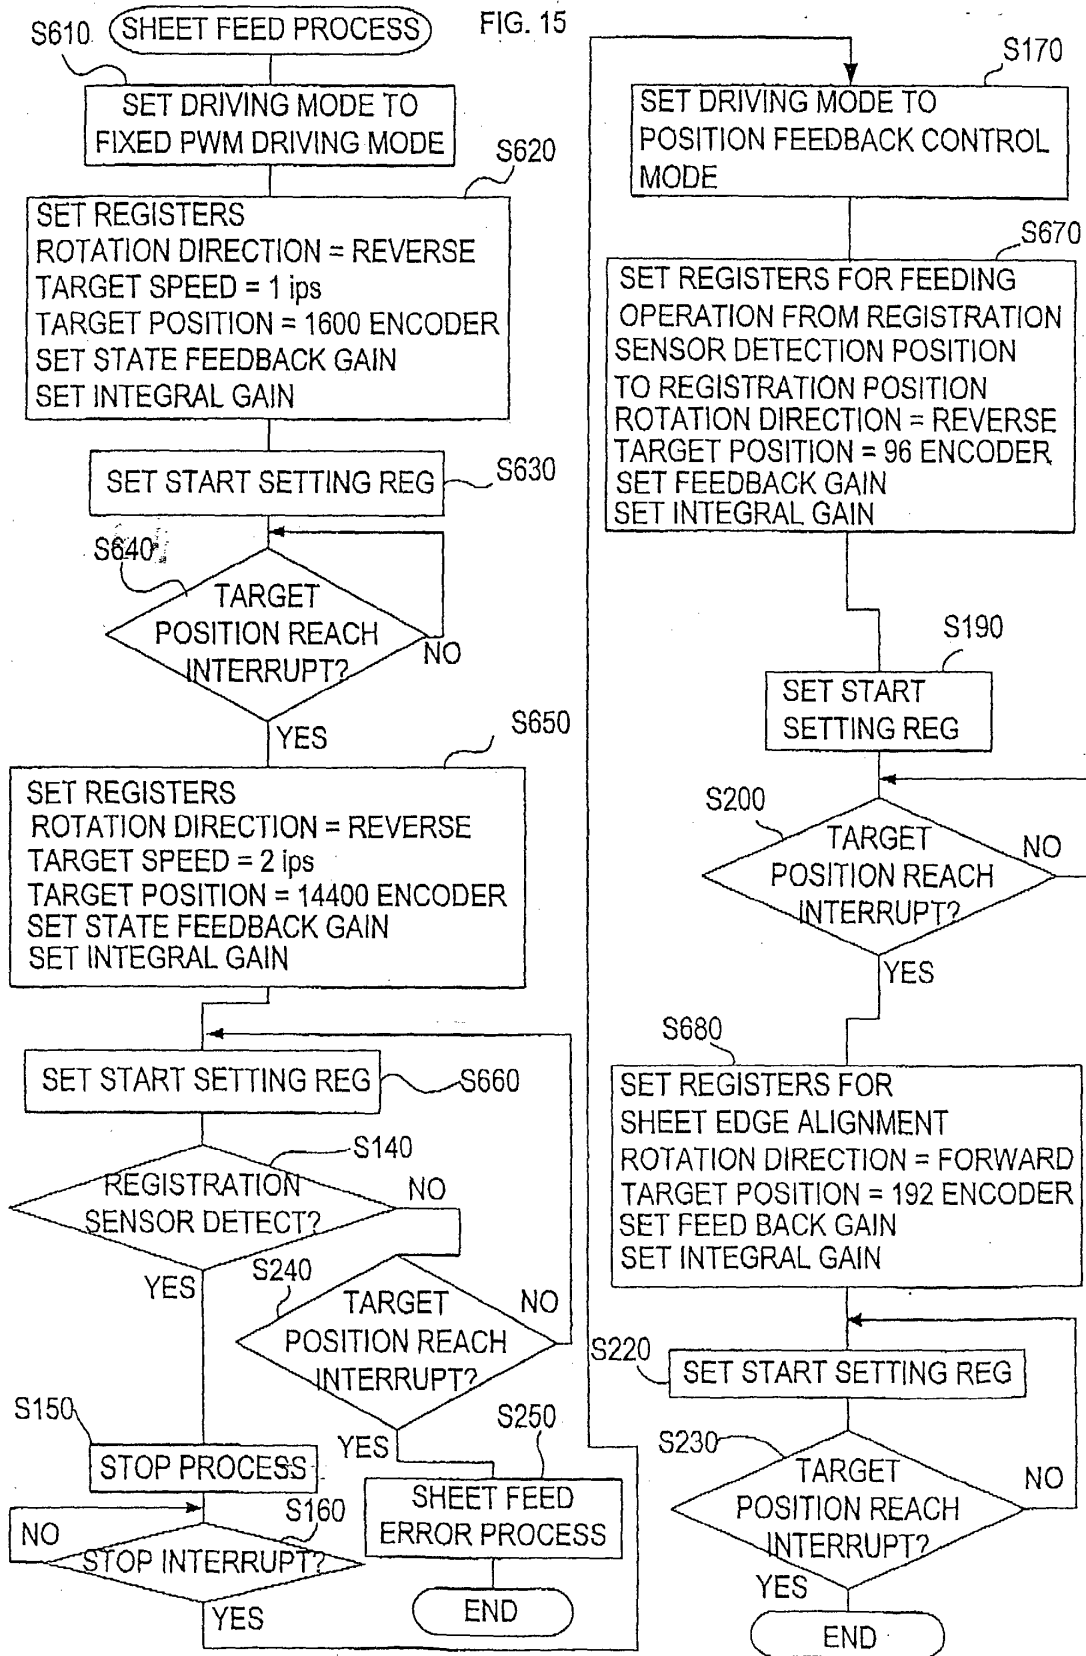 FIG. 15
SHEET FEED PROCESS
S610
SET DRIVING MODE TO
FIXED PWM DRIVING MODE
S620
SET REGISTERS
ROTATION DIRECTION = REVERSE
TARGET SPEED = 1 ips
TARGET POSITION = 1600 ENCODER
SET STATE FEEDBACK GAIN
SET INTEGRAL GAIN
SET START SETTING REG
S630
S640
TARGET
POSITION REACH
INTERRUPT?
NO
YES
S650
SET REGISTERS
ROTATION DIRECTION = REVERSE
TARGET SPEED = 2 ips
TARGET POSITION = 14400 ENCODER
SET STATE FEEDBACK GAIN
SET INTEGRAL GAIN
SET START SETTING REG
S660
S140
REGISTRATION
SENSOR DETECT?
NO
YES
S240
TARGET
POSITION REACH
INTERRUPT?
NO
YES
S150
STOP PROCESS
S160
STOP INTERRUPT?
NO
YES
S250
SHEET FEED
ERROR PROCESS
END
S170
SET DRIVING MODE TO
POSITION FEEDBACK CONTROL
MODE
S670
SET REGISTERS FOR FEEDING
OPERATION FROM REGISTRATION
SENSOR DETECTION POSITION
TO REGISTRATION POSITION
ROTATION DIRECTION = REVERSE
TARGET POSITION = 96 ENCODER
SET FEEDBACK GAIN
SET INTEGRAL GAIN
S190
SET START
SETTING REG
S200
TARGET
POSITION REACH
INTERRUPT?
NO
YES
S680
SET REGISTERS FOR
SHEET EDGE ALIGNMENT
ROTATION DIRECTION = FORWARD
TARGET POSITION = 192 ENCODER
SET FEED BACK GAIN
SET INTEGRAL GAIN
S220
SET START SETTING REG
S230
TARGET
POSITION REACH
INTERRUPT?
NO
YES
END